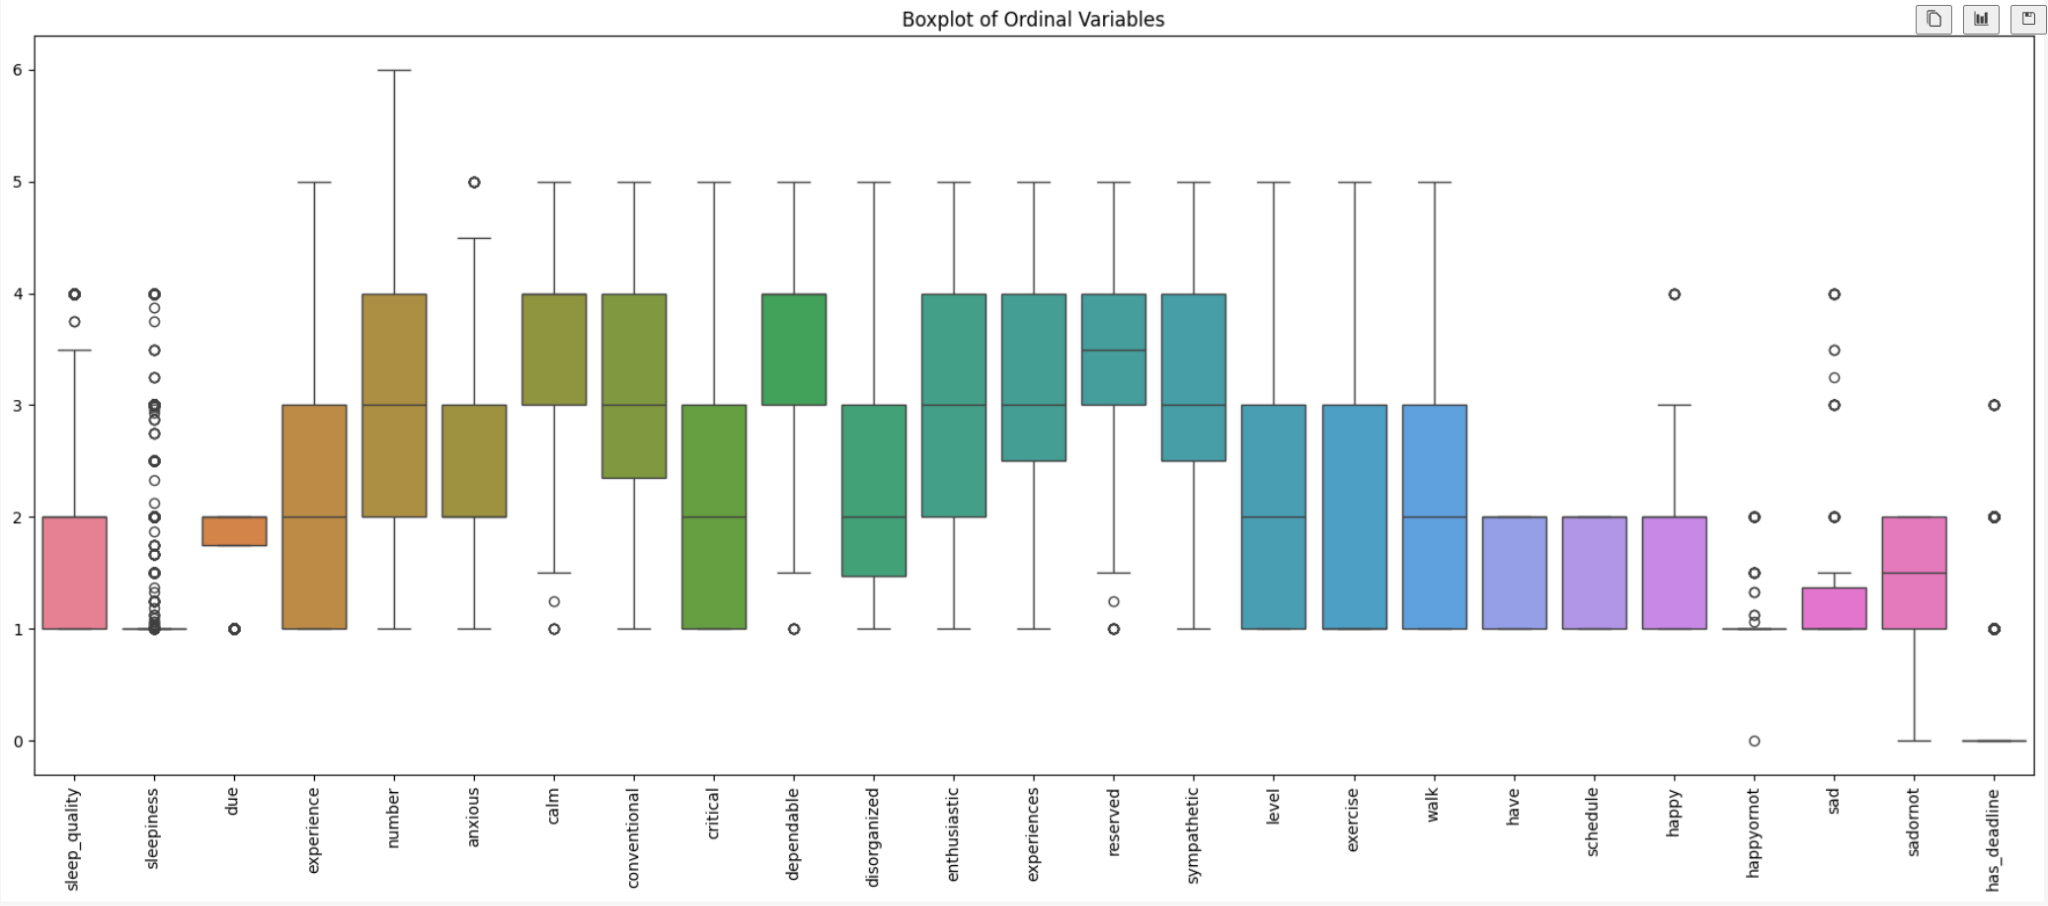 Boxplot of Ordinal Variables
6
5
4
3
2
1
0
sleep_quality
sleepiness
due
experience
number
anxious
calm
conventional
critical
dependable
disorganized
enthusiastic
experiences
reserved
sympathetic
level
exercise
walk
have
schedule
happy
happyornot
sad
sadornot
has_deadline